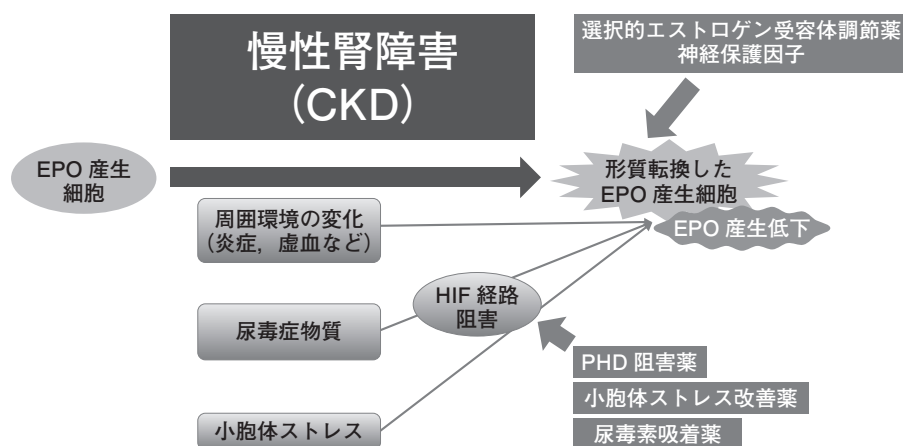 慢性腎障害
（CKD）
選択的エストロゲン受容体調節薬
神経保護因子
EPO 産生
細胞
形質転換した
EPO 産生細胞
EPO 産生低下
周囲環境の変化
（炎症，虚血など）
HIF 経路
阻害
尿毒症物質
PHD 阻害薬
小胞体ストレス改善薬
尿毒素吸着薬
小胞体ストレス